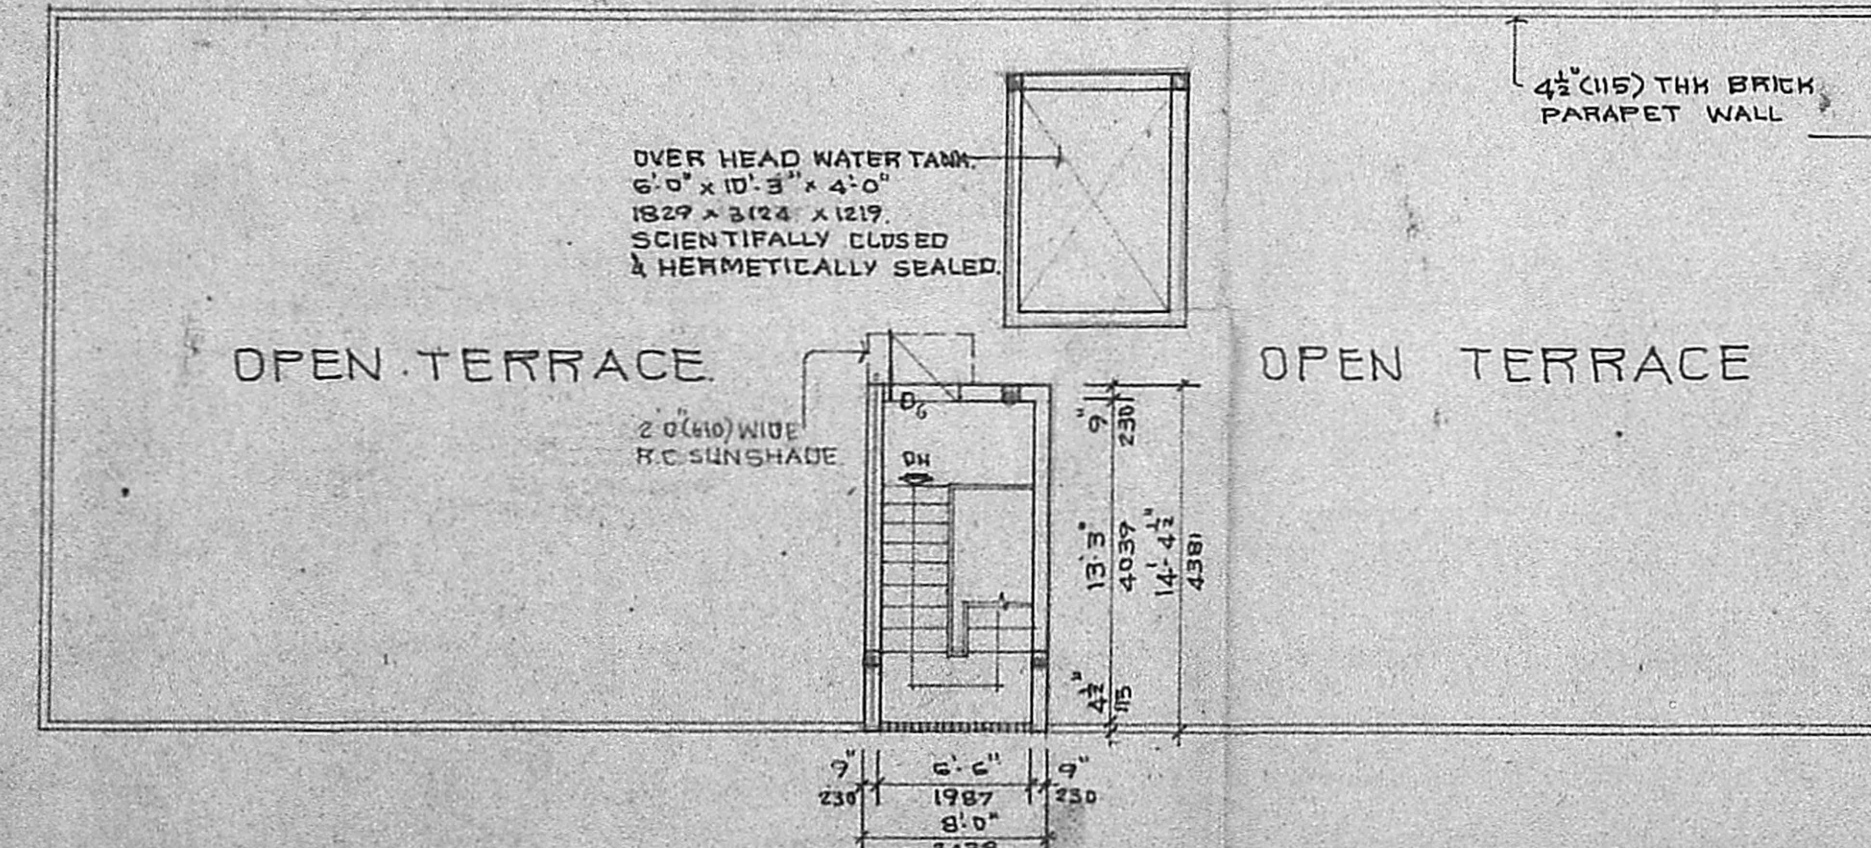 4½"(115) THK BRICK
PARAPET WALL
OVER HEAD WATER TANK.
6'-0" x 10'-3" x 4'-0"
1829 x 3124 x 1219.
SCIENTIFALLY CLOSED
& HERMETICALLY SEALED.
OPEN TERRACE.
OPEN TERRACE
2'0"(610) WIDE
R.C. SUNSHADE.
D6
DN
9"
230
13'-3"
4039
14'-4½"
4381
4½"
115
9"
6'-6"
9"
230
1987
230
8'-0"